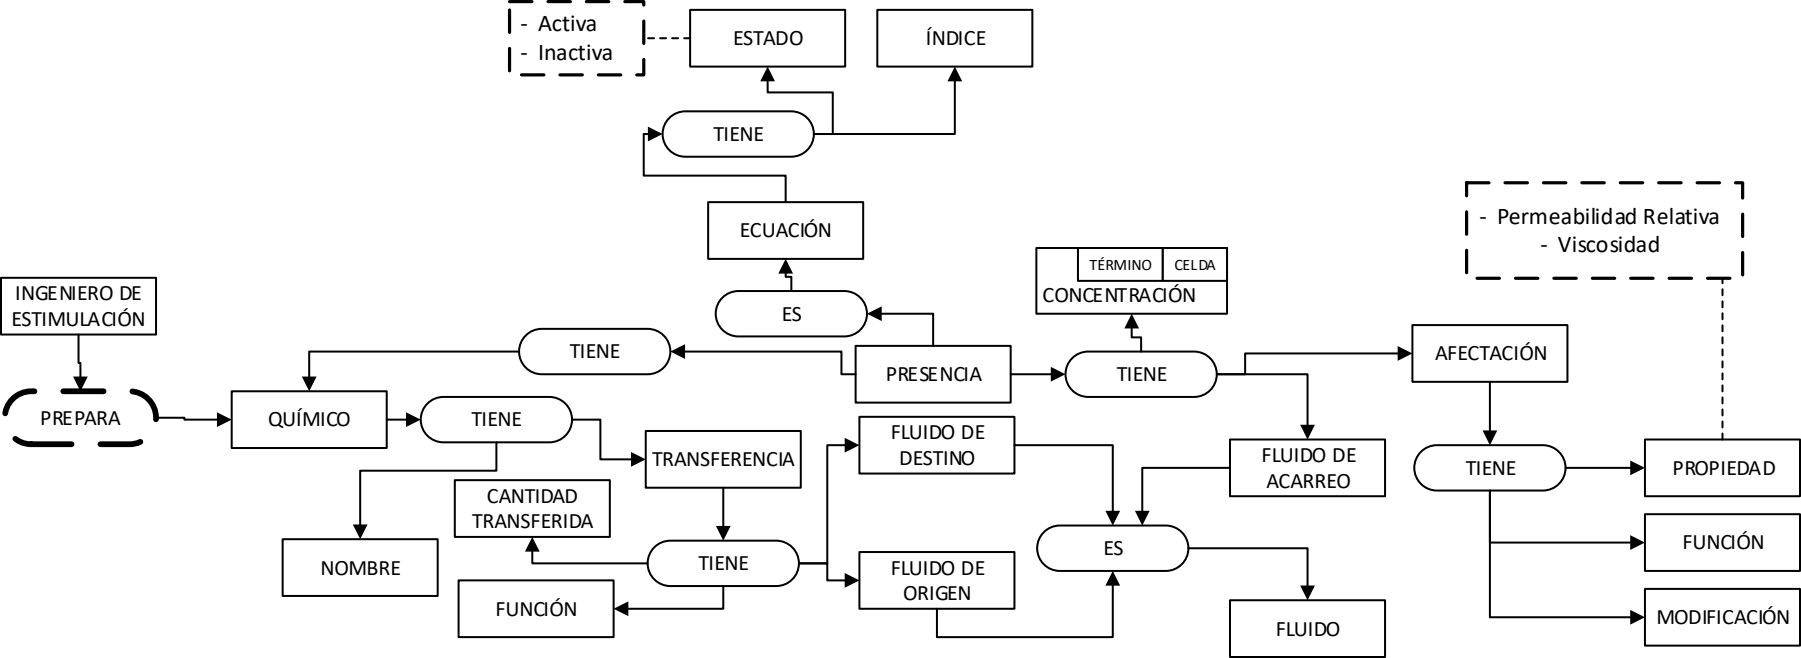 - Activa
- Inactiva
ESTADO
ÍNDICE
TIENE
ECUACIÓN
- Permeabilidad Relativa
- Viscosidad
TÉRMINO
CELDA
CONCENTRACIÓN
INGENIERO DE
ESTIMULACIÓN
ES
TIENE
PRESENCIA
TIENE
AFECTACIÓN
PREPARA
QUÍMICO
TIENE
FLUIDO DE
DESTINO
TRANSFERENCIA
FLUIDO DE
ACARREO
TIENE
PROPIEDAD
CANTIDAD
TRANSFERIDA
NOMBRE
TIENE
ES
FUNCIÓN
FLUIDO DE
ORIGEN
FUNCIÓN
FLUIDO
MODIFICACIÓN